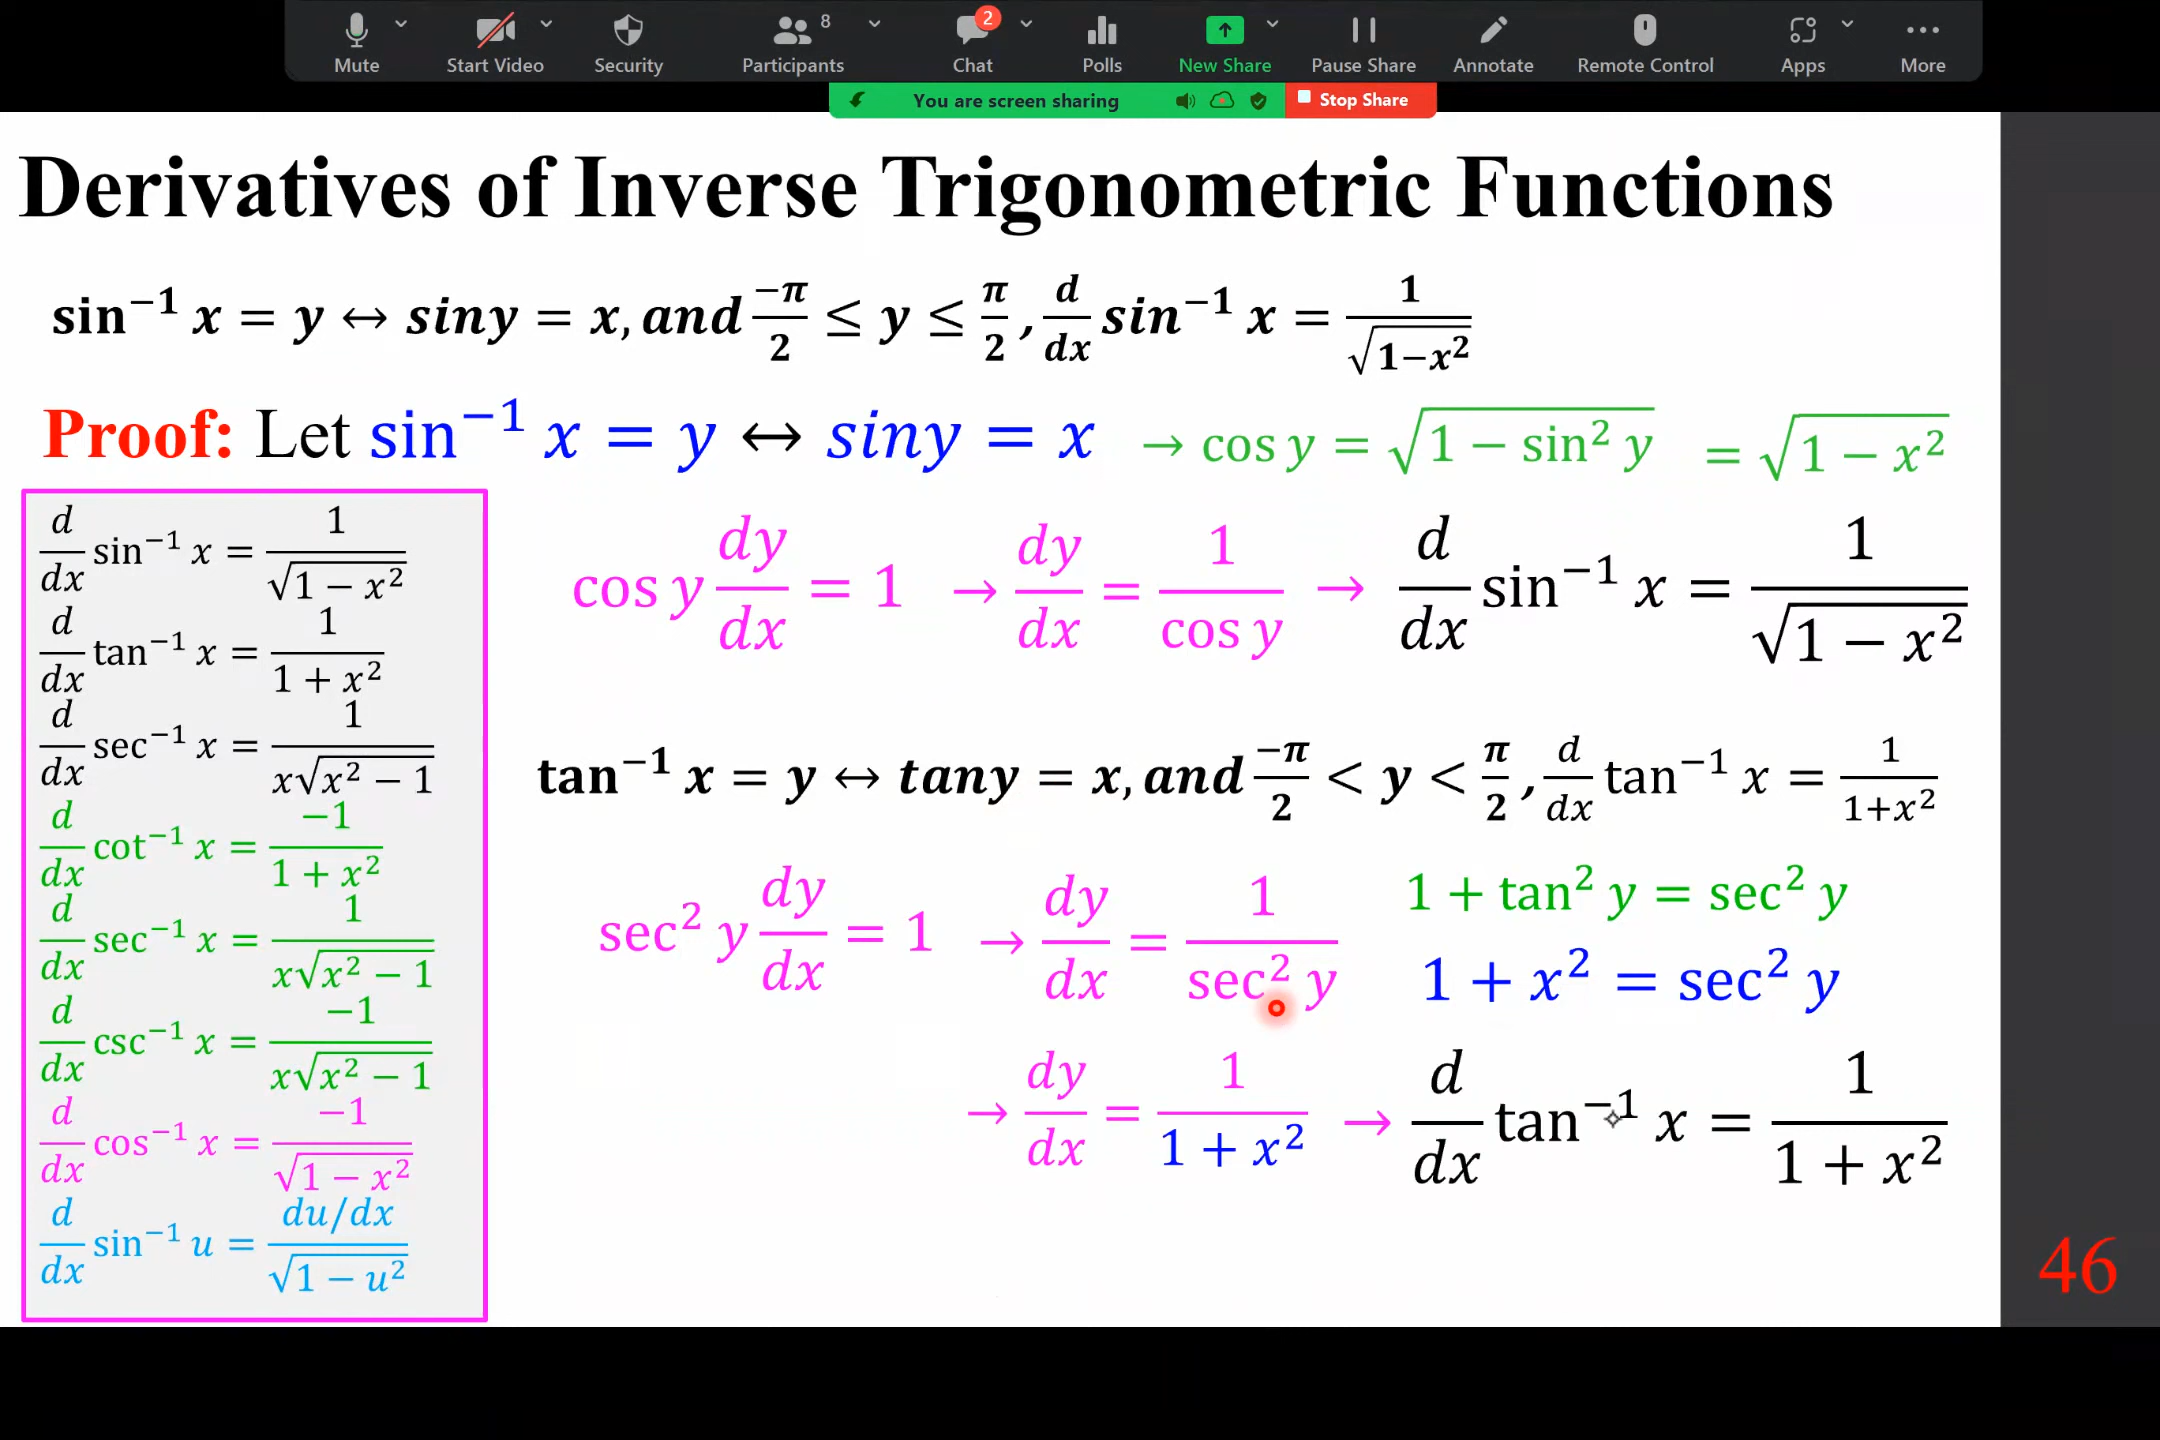 Mute Start Video Security Participants 8 Chat 2 Polls New Share Pause Share Annotate Remote Control Apps More
You are screen sharing Stop Share
Derivatives of Inverse Trigonometric Functions
sin⁻¹ x = y ↔ siny = x, and -π/2 ≤ y ≤ π/2, d/dx sin⁻¹ x = 1/√(1−x²)
Proof: Let sin⁻¹ x = y ↔ siny = x → cos y = √(1 − sin² y) = √(1 − x²)
cos y dy/dx = 1 → dy/dx = 1/cos y → d/dx sin⁻¹ x = 1/√(1 − x²)
d/dx sin⁻¹ x = 1/√(1 − x²)
d/dx tan⁻¹ x = 1/(1 + x²)
d/dx sec⁻¹ x = 1/(x√(x² − 1))
d/dx cot⁻¹ x = −1/(1 + x²)
d/dx sec⁻¹ x = 1/(x√(x² − 1))
d/dx csc⁻¹ x = −1/(x√(x² − 1))
d/dx cos⁻¹ x = −1/√(1 − x²)
d/dx sin⁻¹ u = (du/dx)/√(1 − u²)
tan⁻¹ x = y ↔ tany = x, and −π/2 < y < π/2, d/dx tan⁻¹ x = 1/(1+x²)
sec² y dy/dx = 1 → dy/dx = 1/sec² y
1 + tan² y = sec² y
1 + x² = sec² y
→ dy/dx = 1/(1 + x²) → d/dx tan⁻¹ x = 1/(1 + x²)
46